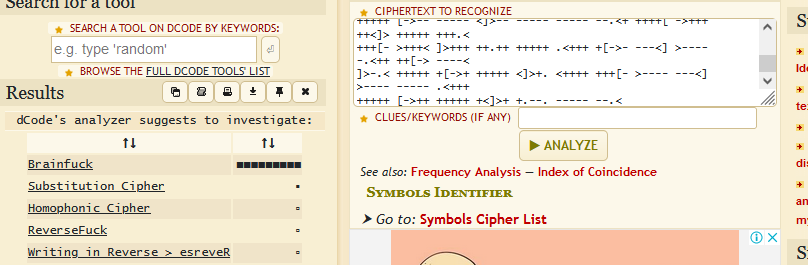 Search for a tool
★ SEARCH A TOOL ON DCODE BY KEYWORDS:
e.g. type 'random'
★ BROWSE THE FULL DCODE TOOLS' LIST
Results
dCode's analyzer suggests to investigate:
↑↓ ↑↓
Brainfuck ■■■■■■■■■
Substitution Cipher ▪
Homophonic Cipher ▫
ReverseFuck ▫
Writing in Reverse > esreveR ▫
★ CIPHERTEXT TO RECOGNIZE
+++++ [->-- ----- <]>-- ----- ----- --.<+ ++++[ ->+++
++<]> +++++ +++.<
+++[- >+++< ]>+++ ++.++ +++++ .<+++ +[->- ---<] >----
-.<++ ++[-> ----<
]>-.< +++++ +[->+ +++++ <]>+. <++++ +++[- >---- ---<]
>---- ----- .<+++
+++++ [->++ +++++ +<]>+ +.--. ----- --.<
★ CLUES/KEYWORDS (IF ANY)
▶ ANALYZE
See also: Frequency Analysis — Index of Coincidence
Symbols Identifier
➤ Go to: Symbols Cipher List